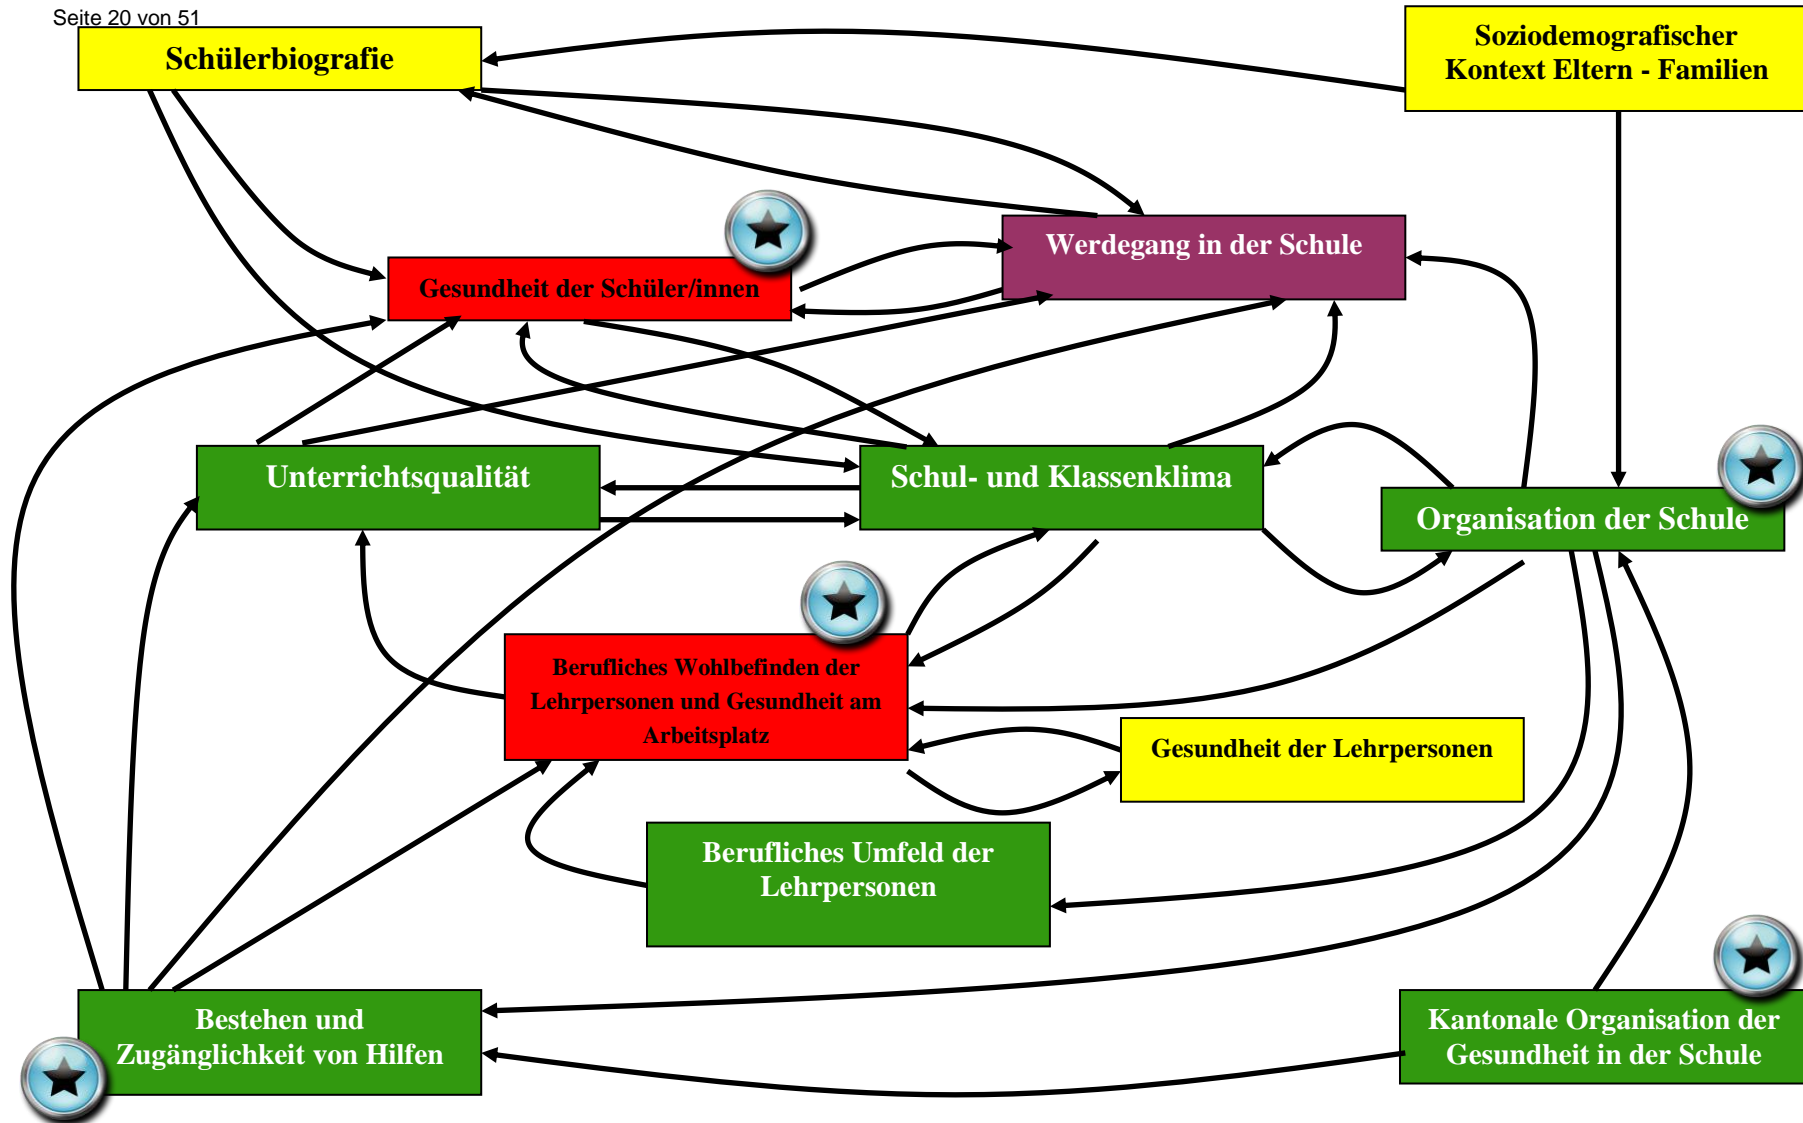 Seite 20 von 51
Schülerbiografie
Soziodemografischer
Kontext Eltern - Familien
Werdegang in der Schule
Gesundheit der Schüler/innen
Unterrichtsqualität
Schul- und Klassenklima
Organisation der Schule
Berufliches Wohlbefinden der
Lehrpersonen und Gesundheit am
Arbeitsplatz
Gesundheit der Lehrpersonen
Berufliches Umfeld der
Lehrpersonen
Bestehen und
Zugänglichkeit von Hilfen
Kantonale Organisation der
Gesundheit in der Schule